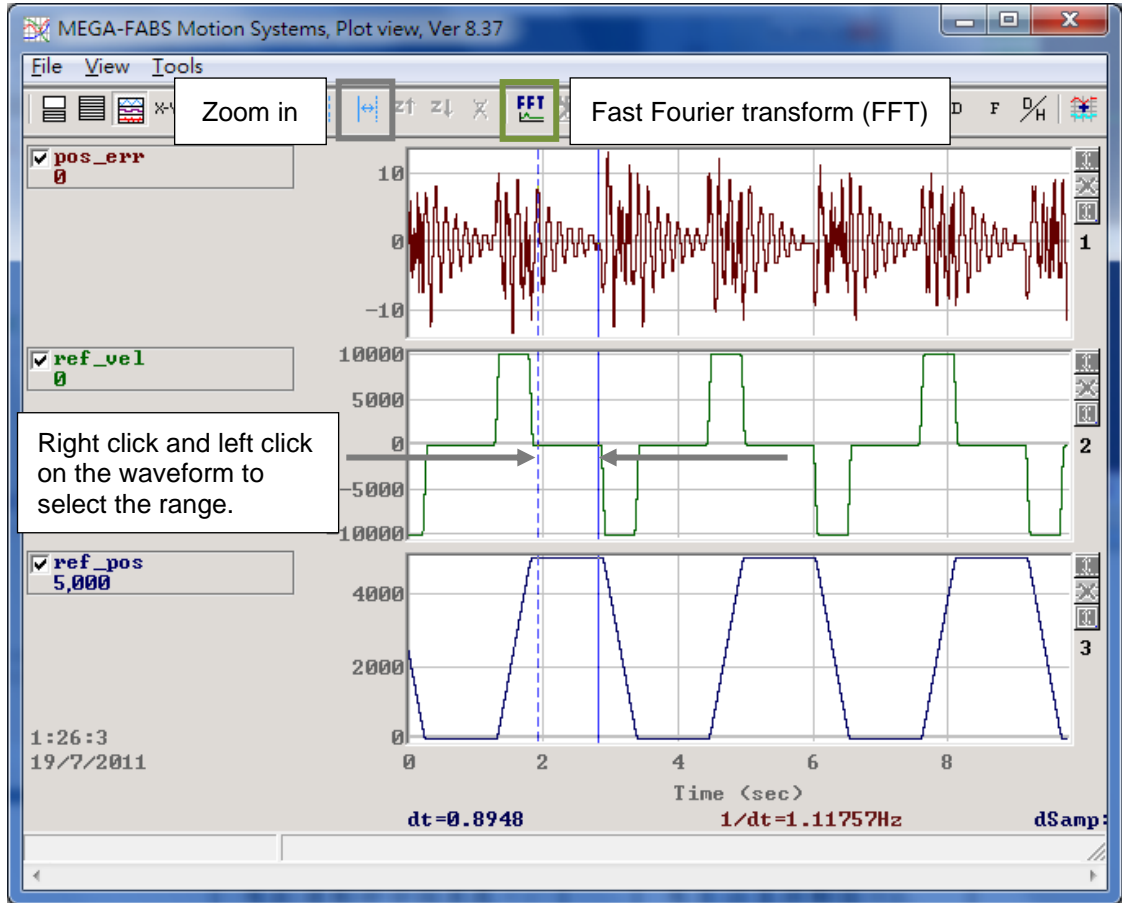 MEGA-FABS Motion Systems, Plot view, Ver 8.37
File View Tools
Zoom in
z↑ z↓ X
FFT
Fast Fourier transform (FFT)
D F D/H
pos_err
0
10
0
-10
1
ref_vel
0
10000
5000
0
-5000
10000
2
Right click and left click
on the waveform to
select the range.
ref_pos
5,000
4000
2000
0
3
1:26:3
19/7/2011
0 2 4 6 8
Time (sec)
dt=0.8948 1/dt=1.11757Hz dSamp: